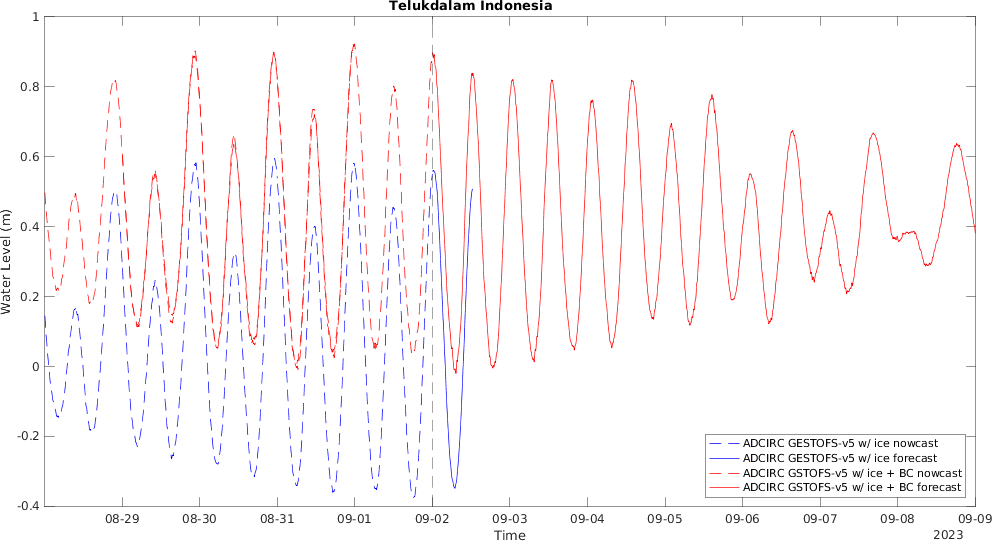 Telukdalam Indonesia
Water Level (m)
1
0.8
0.6
0.4
0.2
0
-0.2
-0.4
ADCIRC GESTOFS-v5 w/ ice nowcast
ADCIRC GESTOFS-v5 w/ ice forecast
ADCIRC GSTOFS-v5 w/ ice + BC nowcast
ADCIRC GSTOFS-v5 w/ ice + BC forecast
08-29 08-30 08-31 09-01 09-02 09-03 09-04 09-05 09-06 09-07 09-08 09-09
Time
2023